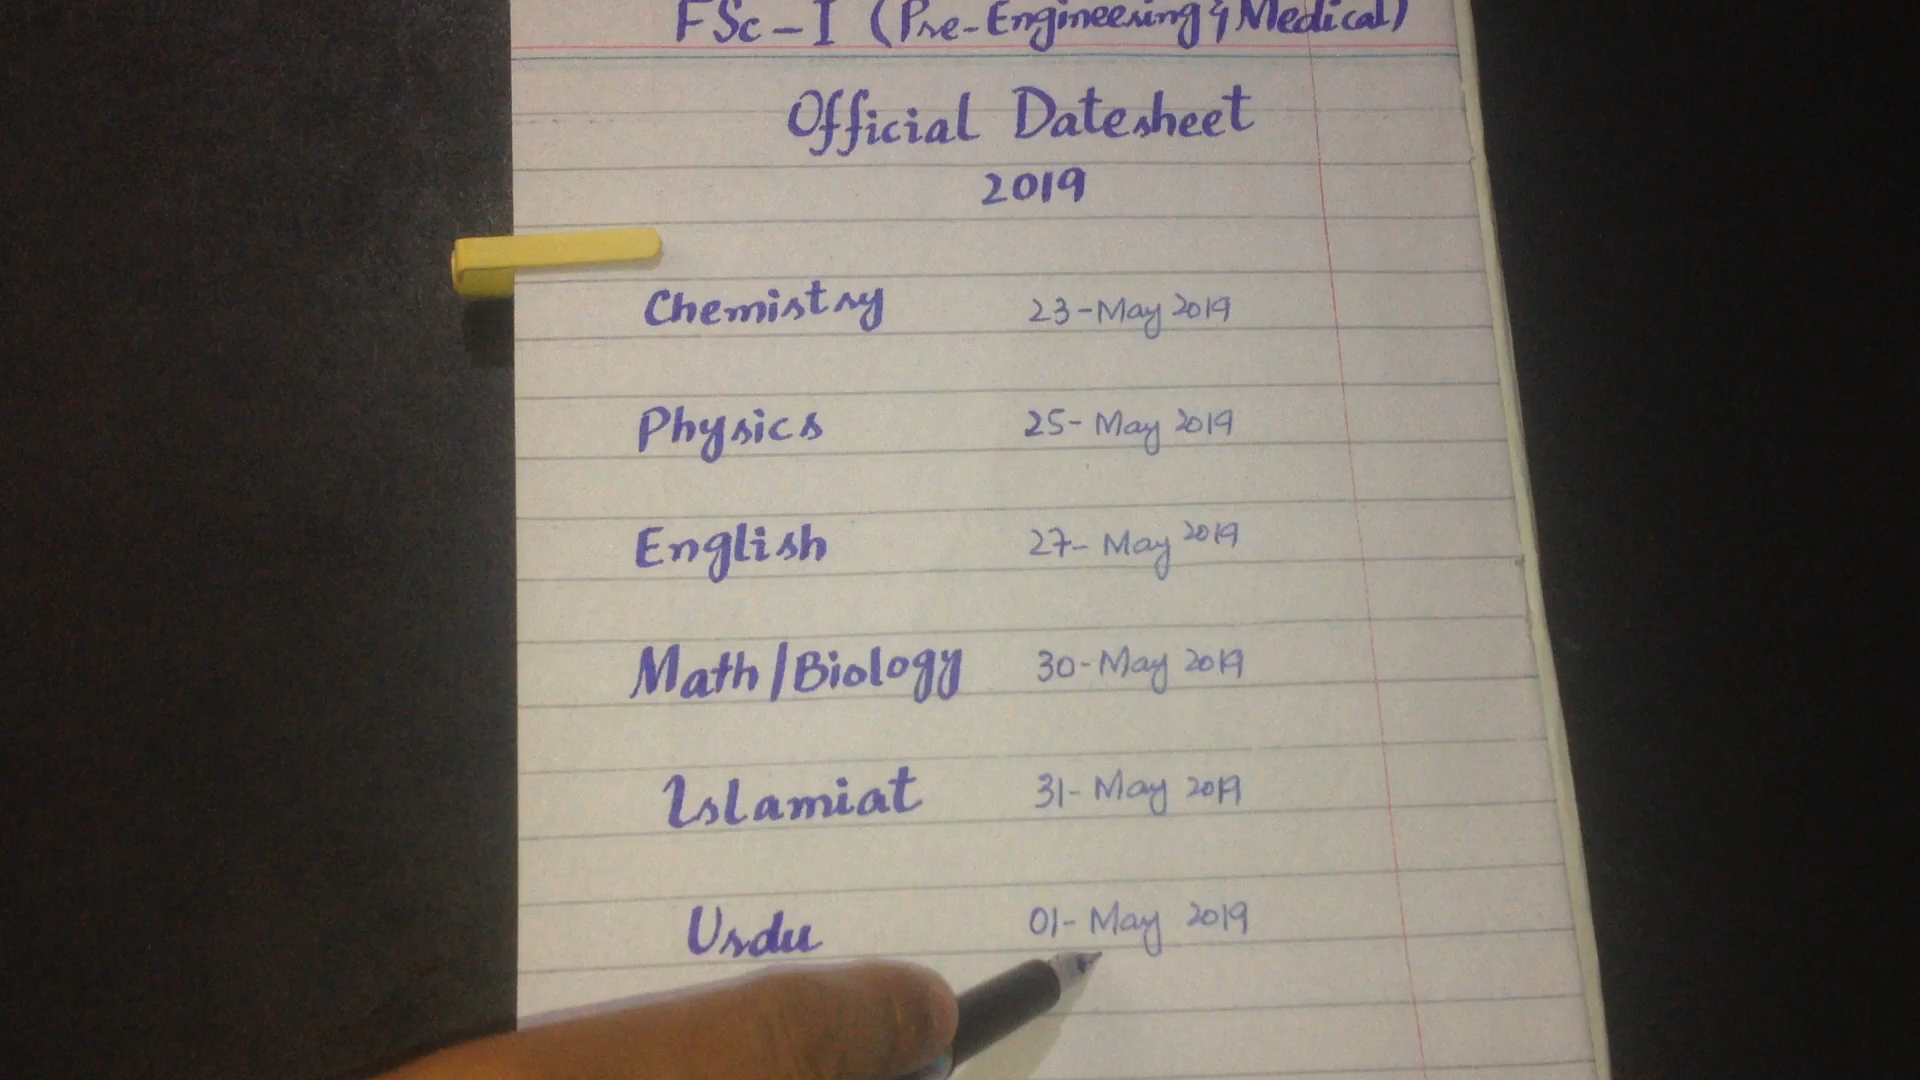 FSc-I (Pre-Engineering & Medical)
Official Datesheet
2019
Chemistry 23-May 2019
Physics 25- May 2019
English 27- May 2019
Math/Biology 30-May 2019
Islamiat 31- May 2019
Urdu 01- May 2019